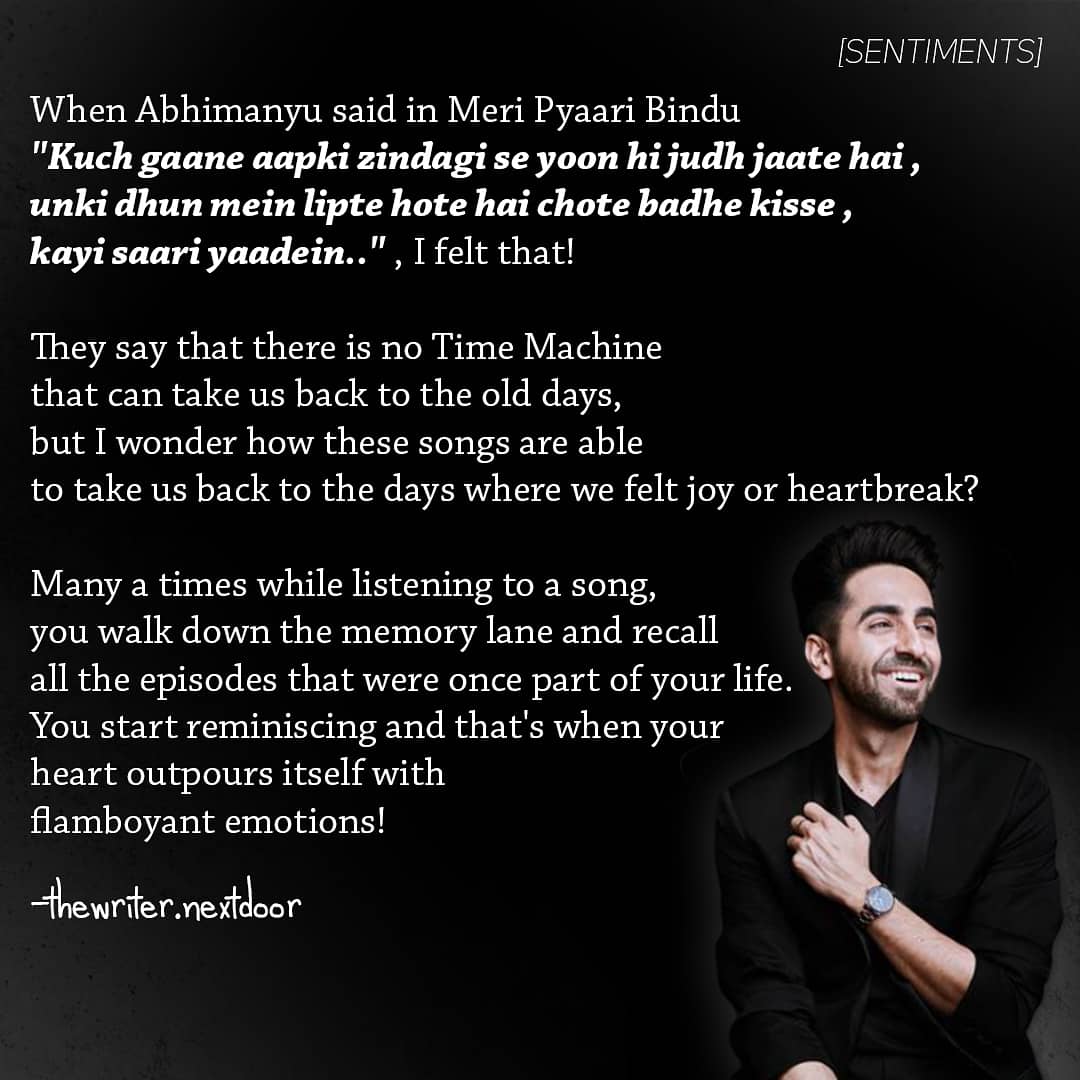 [SENTIMENTS]
When Abhimanyu said in Meri Pyaari Bindu
"Kuch gaane aapki zindagi se yoon hi judh jaate hai ,
unki dhun mein lipte hote hai chote badhe kisse ,
kayi saari yaadein.." , I felt that!
They say that there is no Time Machine
that can take us back to the old days,
but I wonder how these songs are able
to take us back to the days where we felt joy or heartbreak?
Many a times while listening to a song,
you walk down the memory lane and recall
all the episodes that were once part of your life.
You start reminiscing and that's when your
heart outpours itself with
flamboyant emotions!
-thewriter.nextdoor